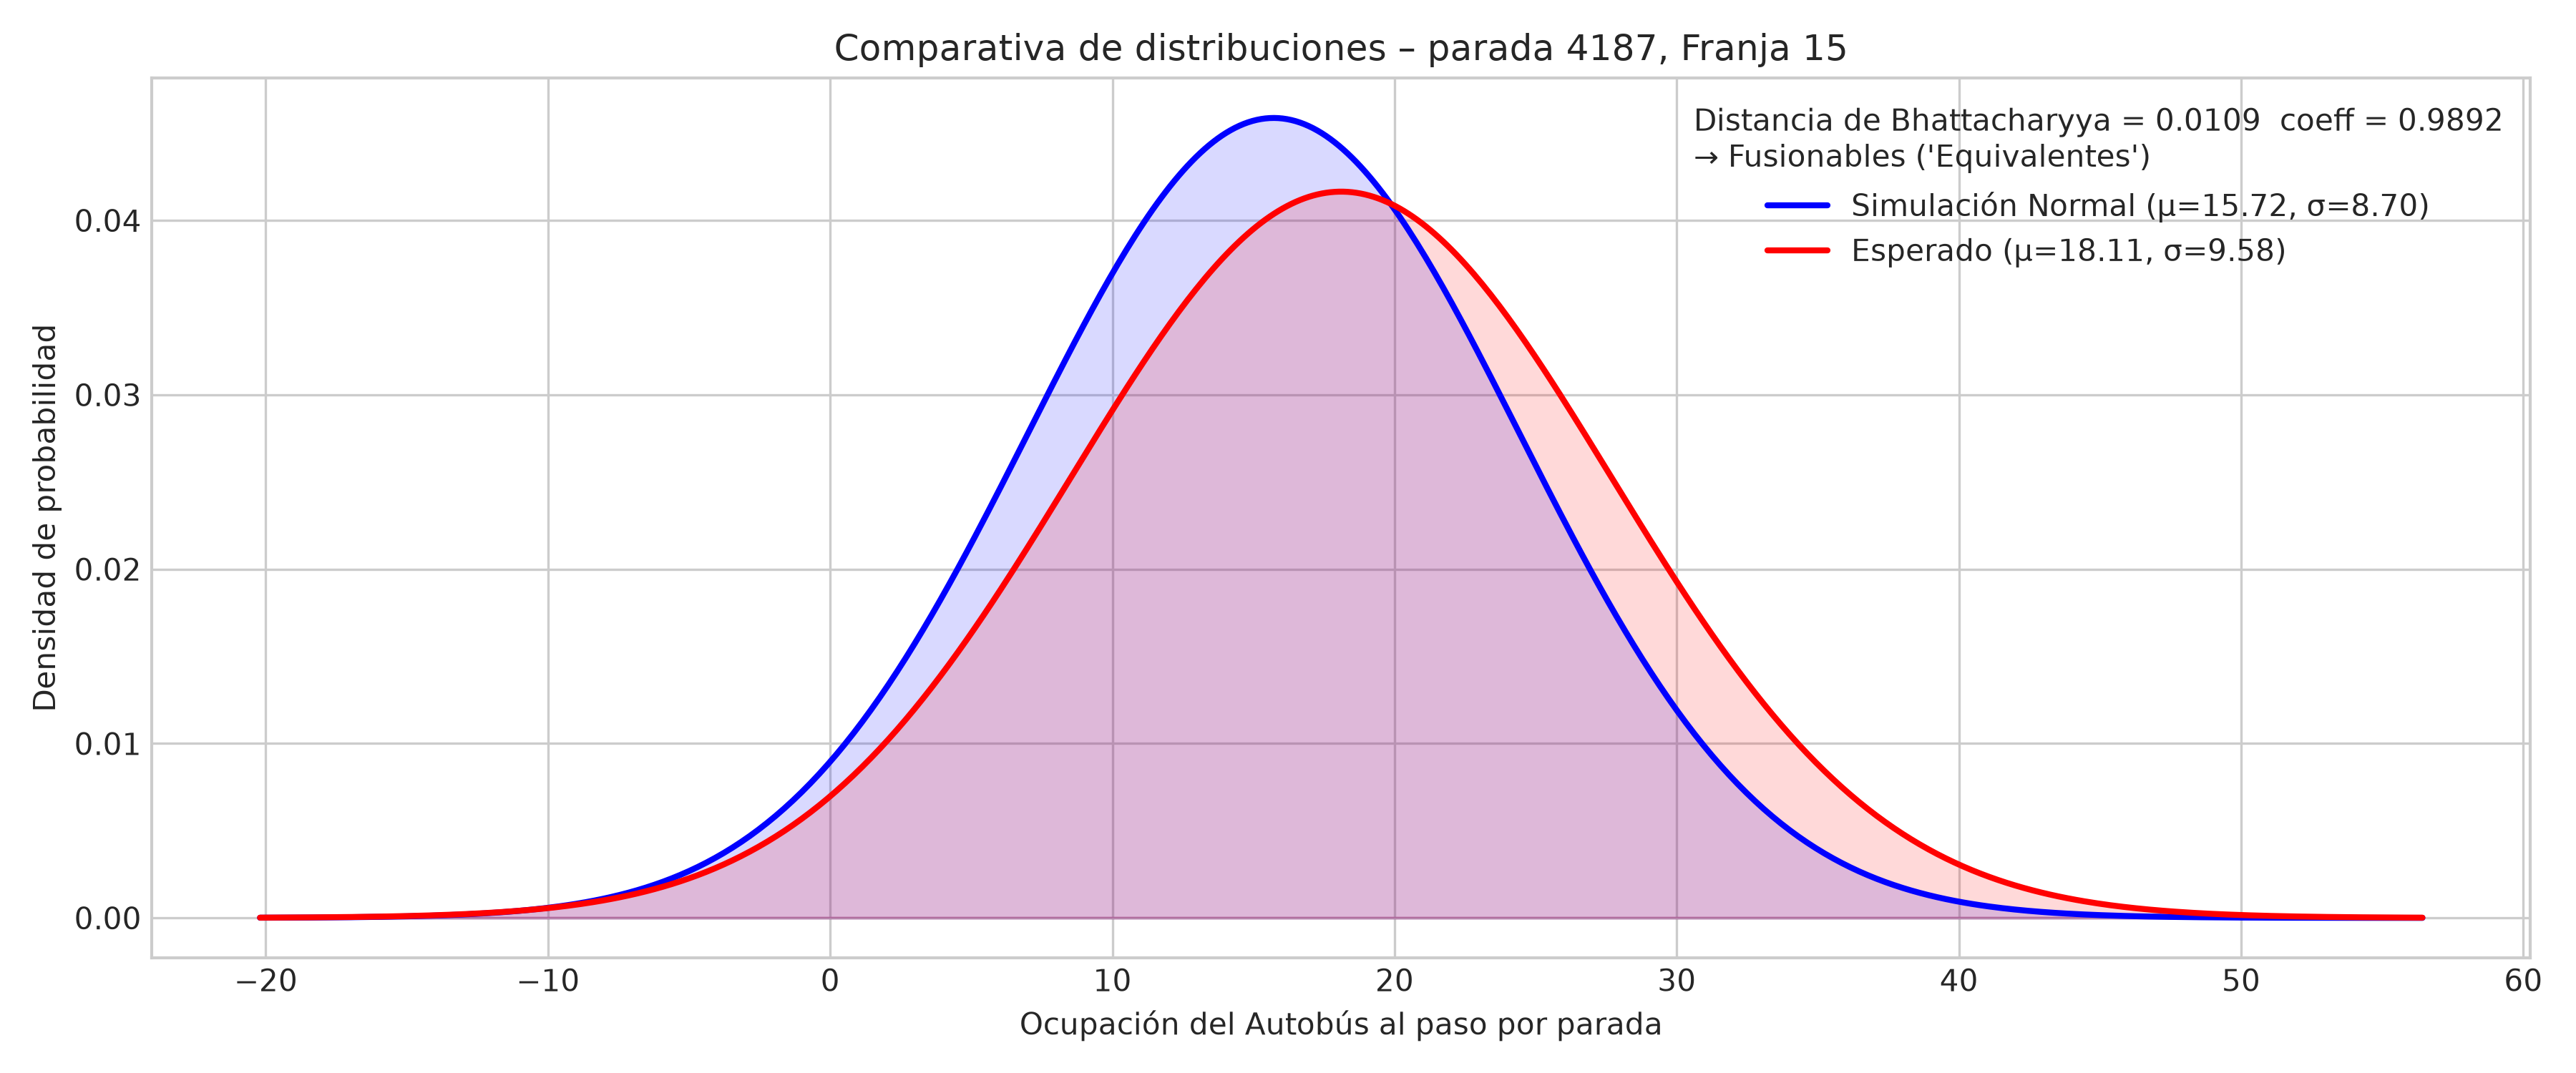 Comparativa de distribuciones – parada 4187, Franja 15
Distancia de Bhattacharyya = 0.0109  coeff = 0.9892
→ Fusionables ('Equivalentes')
Simulación Normal (μ=15.72, σ=8.70)
Esperado (μ=18.11, σ=9.58)
Densidad de probabilidad
0.04
0.03
0.02
0.01
0.00
−20 −10 0 10 20 30 40 50 60
Ocupación del Autobús al paso por parada